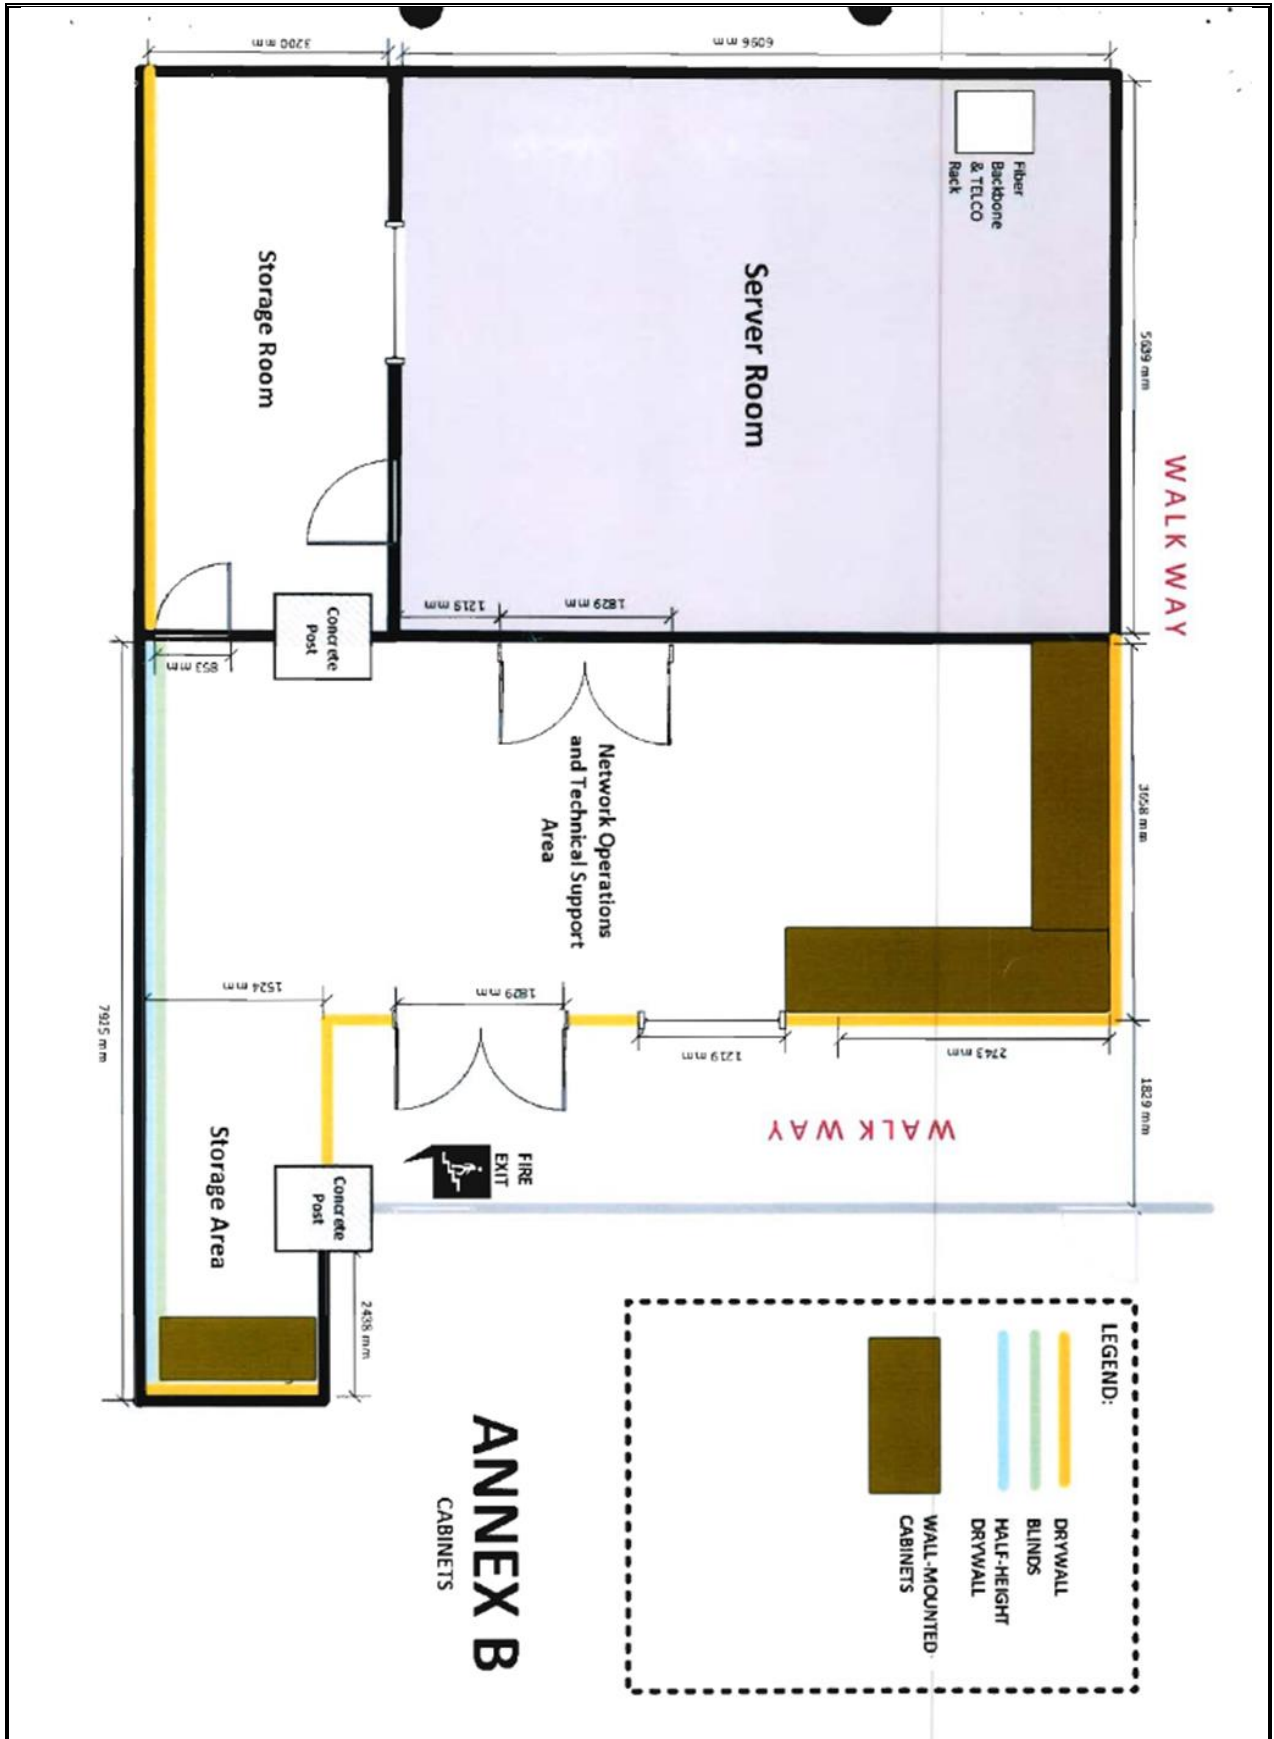 3200 mm
6096 mm
Fiber
Backbone
& TELCO
Rack
5689 mm
WALK WAY
Server Room
Storage Room
1219 mm
1829 mm
Concrete
Post
853 mm
3658 mm
Network Operations
and Technical Support
Area
1524 mm
1829 mm
1219 mm
2743 mm
7925 mm
1829 mm
WALK WAY
FIRE
EXIT
Storage Area
Concrete
Post
2438 mm
LEGEND:
DRYWALL
BLINDS
HALF-HEIGHT
DRYWALL
WALL-MOUNTED
CABINETS
ANNEX B
CABINETS